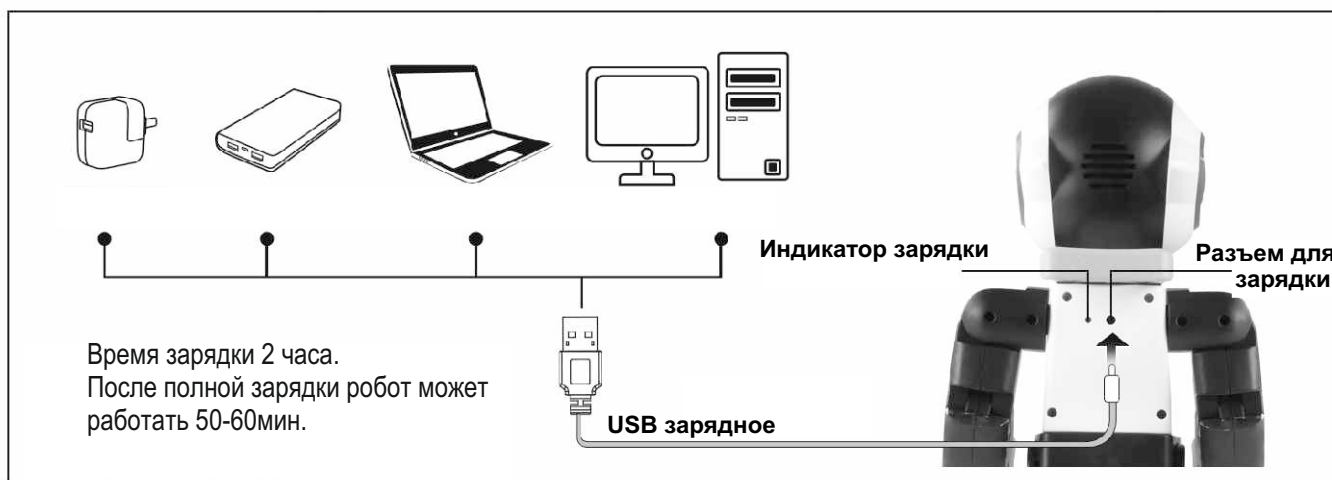 Индикатор зарядки
Разъем для
зарядки
Время зарядки 2 часа.
После полной зарядки робот может
работать 50-60мин.
USB зарядное